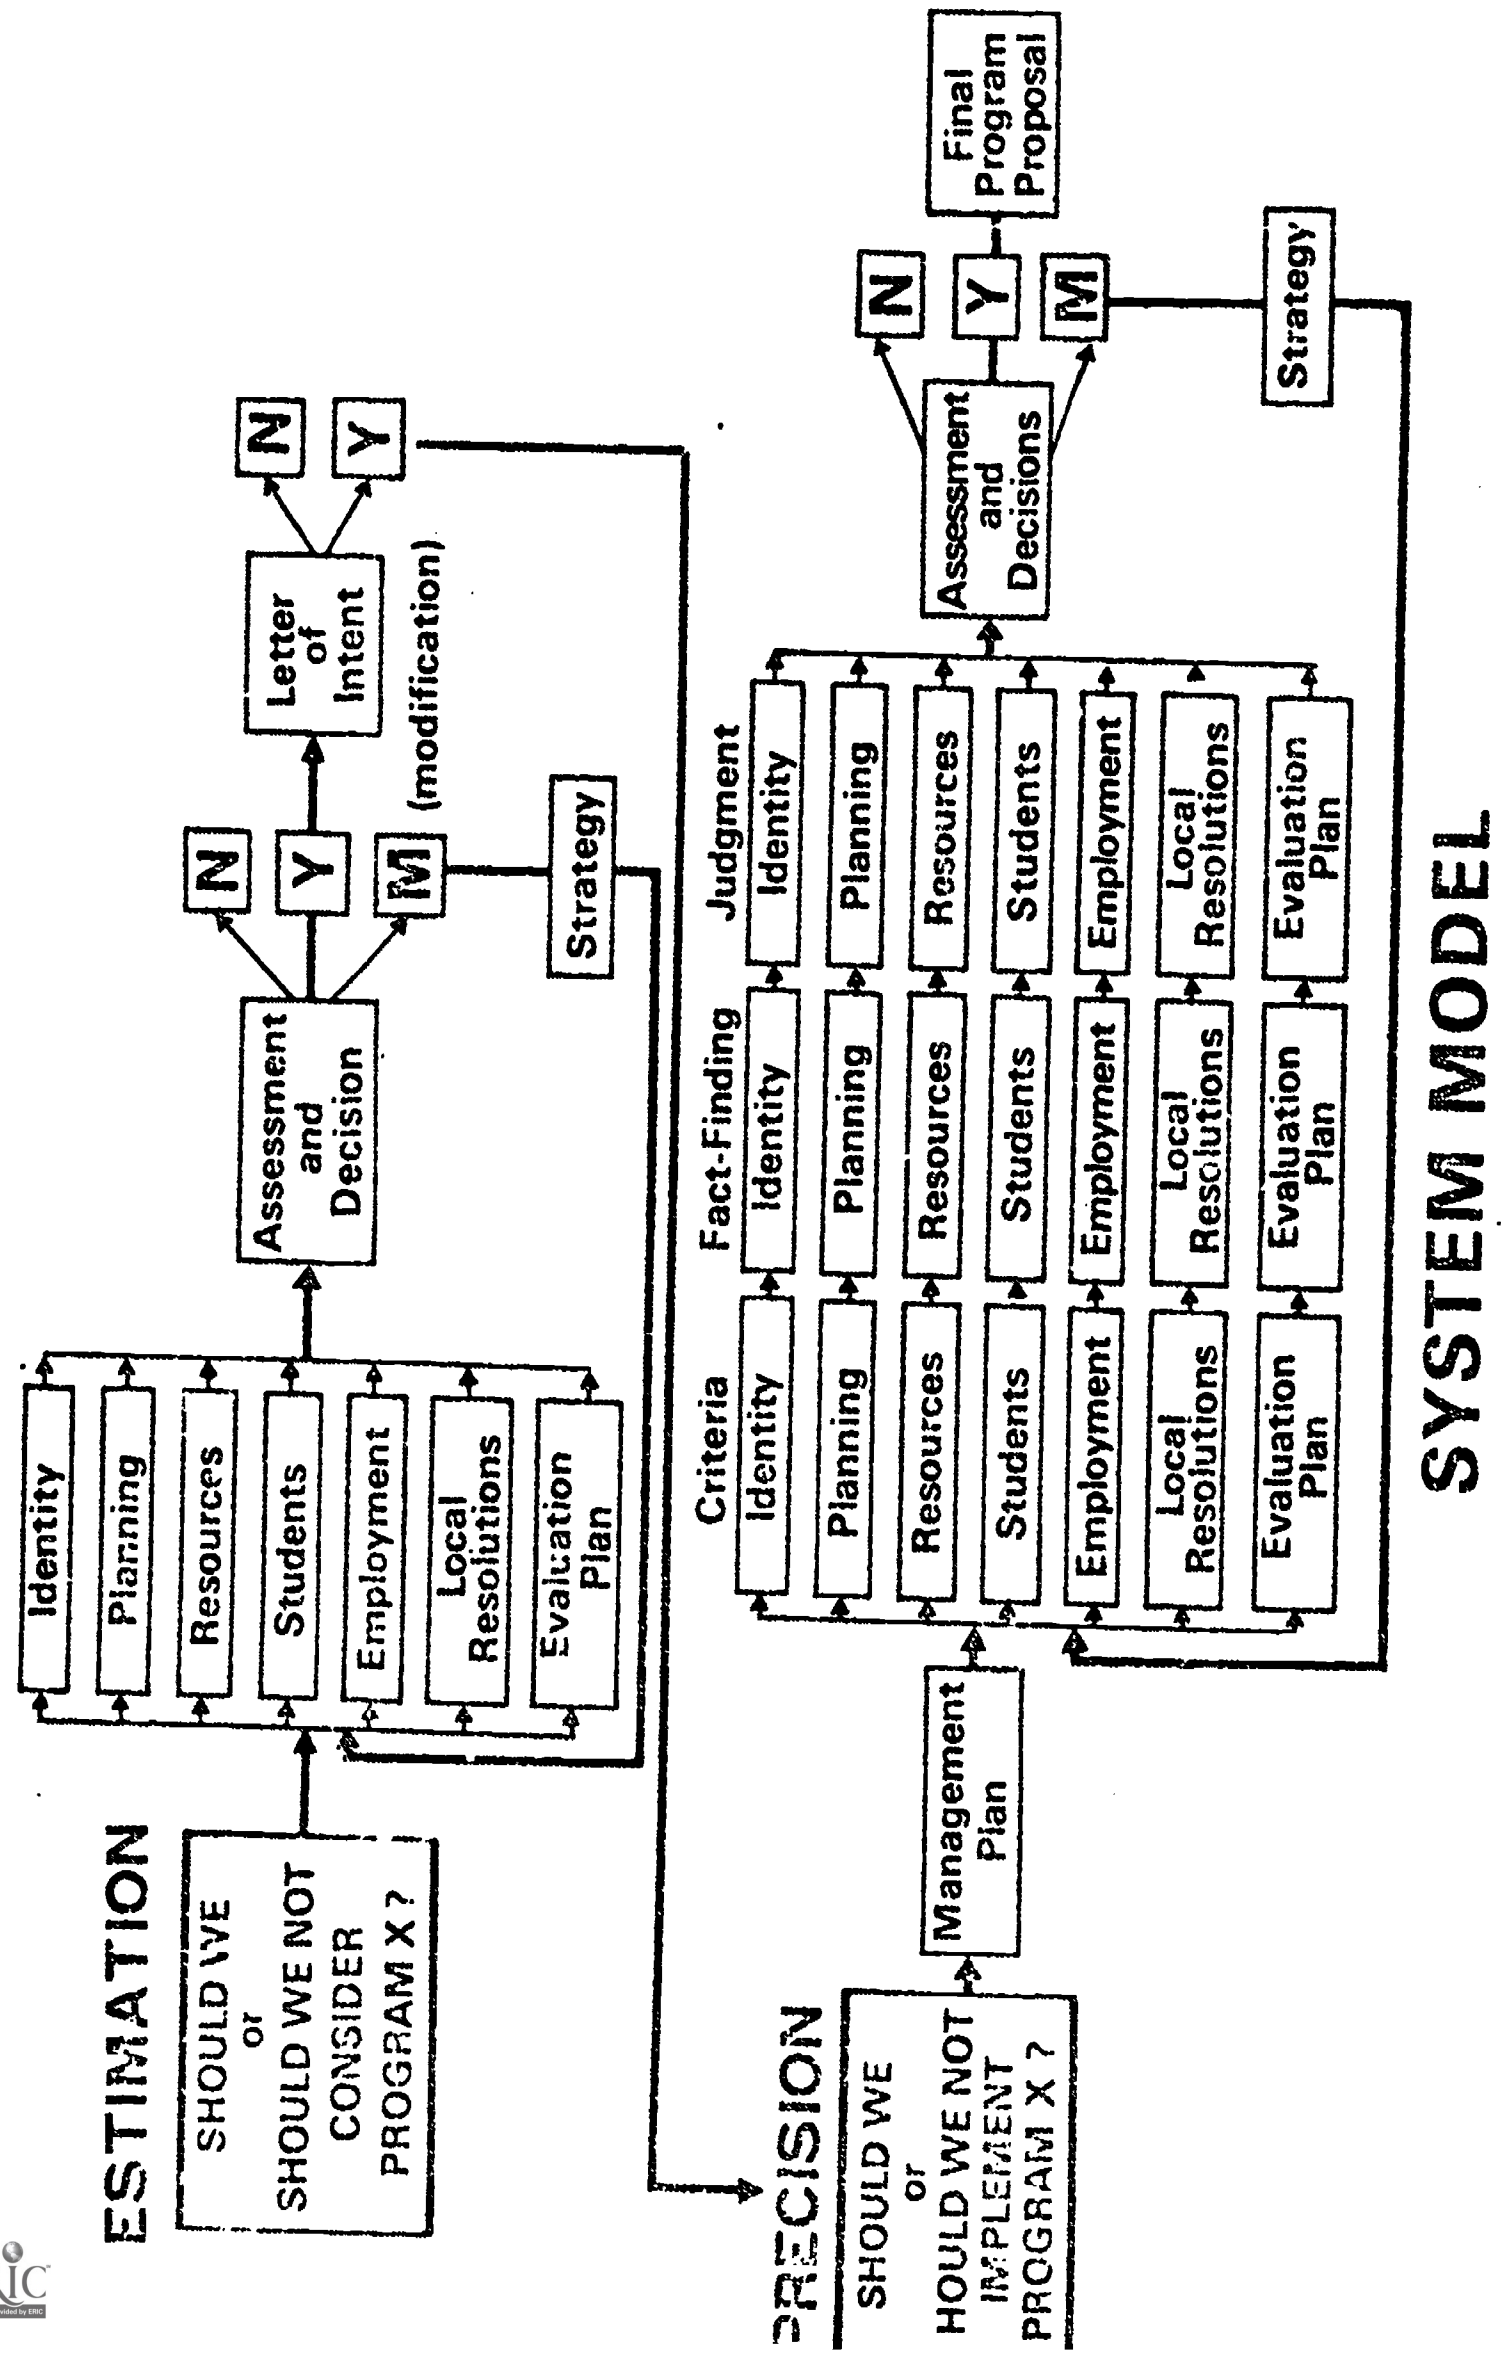 ESTIMATION
SHOULD WE
or
SHOULD WE NOT
CONSIDER
PROGRAM X?
Identity
Planning
Resources
Students
Employment
Local
Resolutions
Evaluation
Plan
Assessment
and
Decision
N
Y
M
(modification)
Strategy
Letter
of
Intent
N
Y
PRECISION
SHOULD WE
or
HOULD WE NOT
IMPLEMENT
PROGRAM X?
Management
Plan
Criteria
Identity
Planning
Resources
Students
Employment
Local
Resolutions
Evaluation
Plan
Fact-Finding
Identity
Planning
Resources
Students
Employment
Local
Resolutions
Evaluation
Plan
Judgment
Identity
Planning
Resources
Students
Employment
Local
Resolutions
Evaluation
Plan
Assessment
and
Decisions
N
Y
M
Strategy
Final
Program
Proposal
SYSTEM MODEL